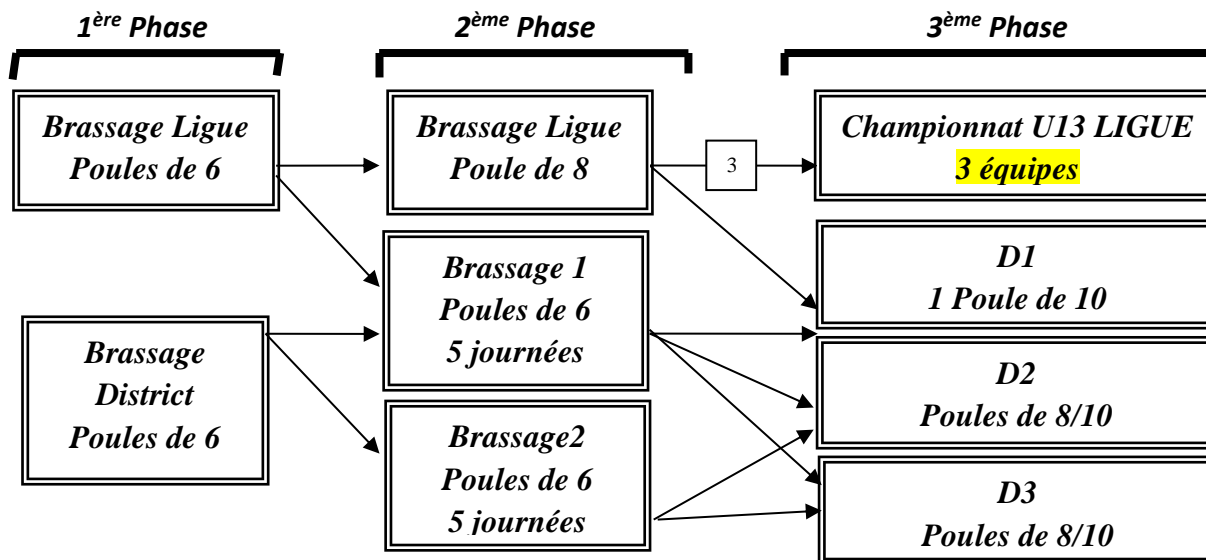 1ère Phase
2ème Phase
3ème Phase
Brassage Ligue
Poules de 6
Brassage District
Poules de 6
Brassage Ligue
Poule de 8
Brassage 1
Poules de 6
5 journées
Brassage2
Poules de 6
5 journées
3
Championnat U13 LIGUE
3 équipes
D1
1 Poule de 10
D2
Poules de 8/10
D3
Poules de 8/10